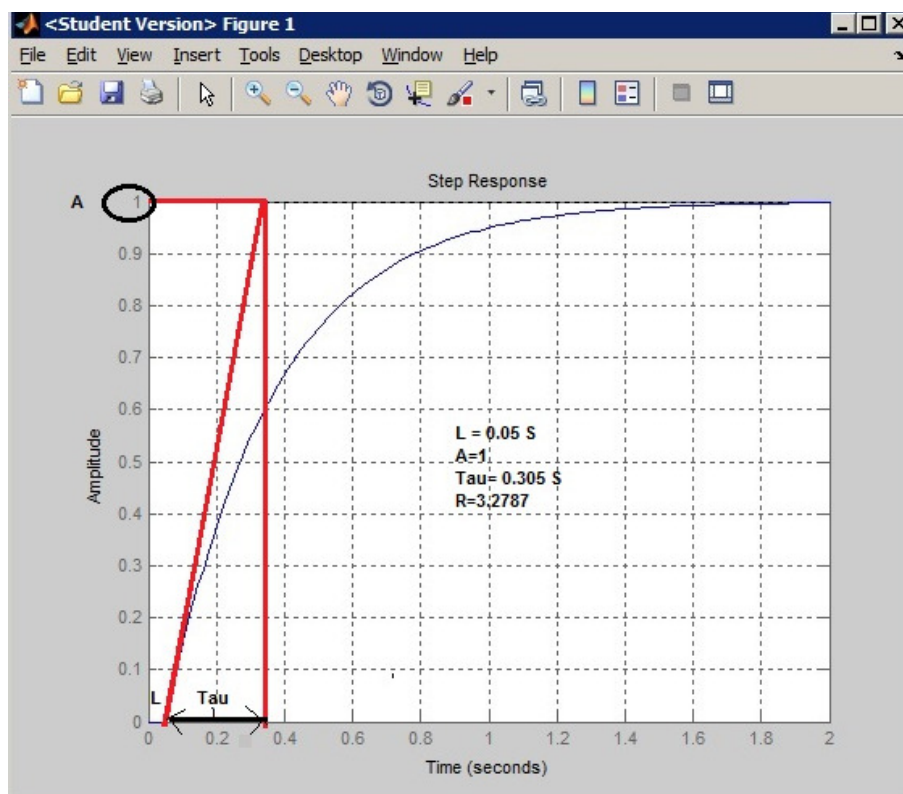 <Student Version> Figure 1
File Edit View Insert Tools Desktop Window Help
Step Response
A 1
0.9
0.8
0.7
0.6
0.5
0.4
0.3
0.2
0.1
0
Amplitude
L = 0.05 S
A=1
Tau= 0.305 S
R=3.2787
L Tau
0 0.2 0.4 0.6 0.8 1 1.2 1.4 1.6 1.8 2
Time (seconds)